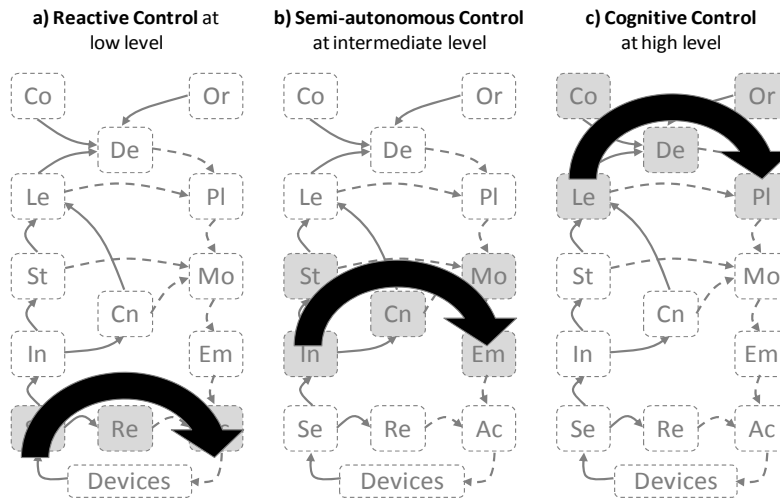 a) Reactive Control at
low level
Co
Or
De
Le
Pl
St
Mo
Cn
In
Em
Re
Devices
b) Semi-autonomous Control
at intermediate level
Co
Or
De
Le
Pl
St
Mo
Cn
In
Em
Se
Re
Ac
Devices
c) Cognitive Control
at high level
Co
Or
De
Le
Pl
St
Mo
Cn
In
Em
Se
Re
Ac
Devices